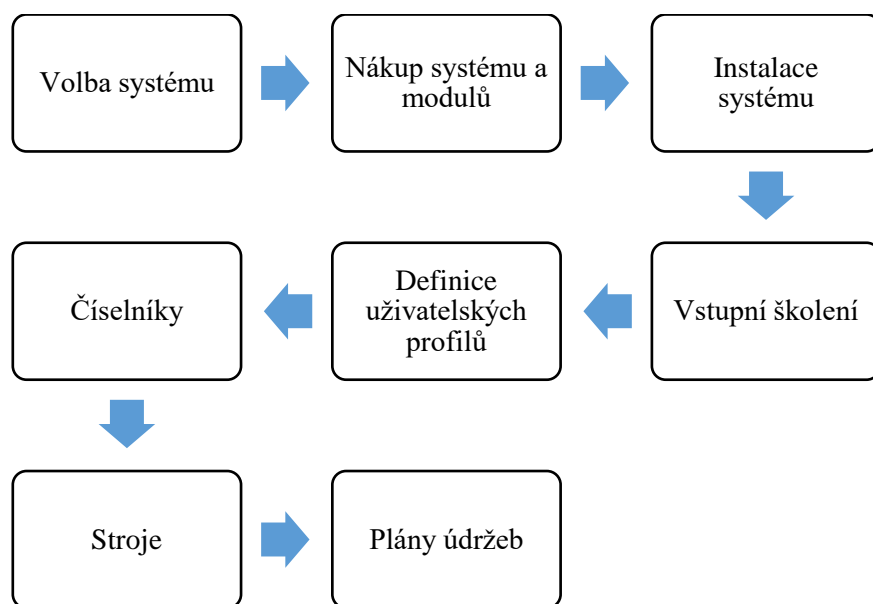 Volba systému
Nákup systému a
modulů
Instalace
systému
Vstupní školení
Definice
uživatelských
profilů
Číselníky
Stroje
Plány údržeb